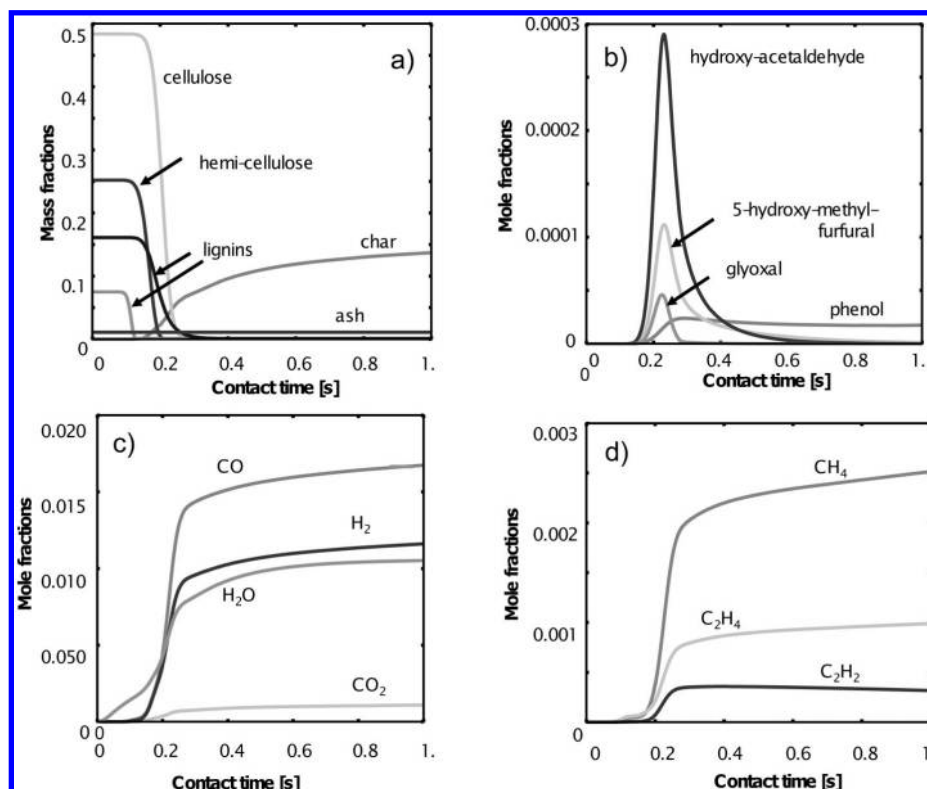 a)
0.5
0.4
0.3
0.2
0.1
Mass fractions
cellulose
hemi-cellulose
lignins
char
ash
0 0.2 0.4 0.6 0.8 1.
Contact time [s]
b)
0.0003
0.0002
0.0001
0
Mole fractions
hydroxy-acetaldehyde
5-hydroxy-methyl-
furfural
glyoxal
phenol
0 0.2 0.4 0.6 0.8 1.
Contact time [s]
c)
0.020
0.015
0.010
0.050
Mole fractions
CO
H2
H2O
CO2
0 0.2 0.4 0.6 0.8 1.
Contact time [s]
d)
0.003
0.002
0.001
Mole fractions
CH4
C2H4
C2H2
0 0.2 0.4 0.6 0.8 1.
Contact time [s]